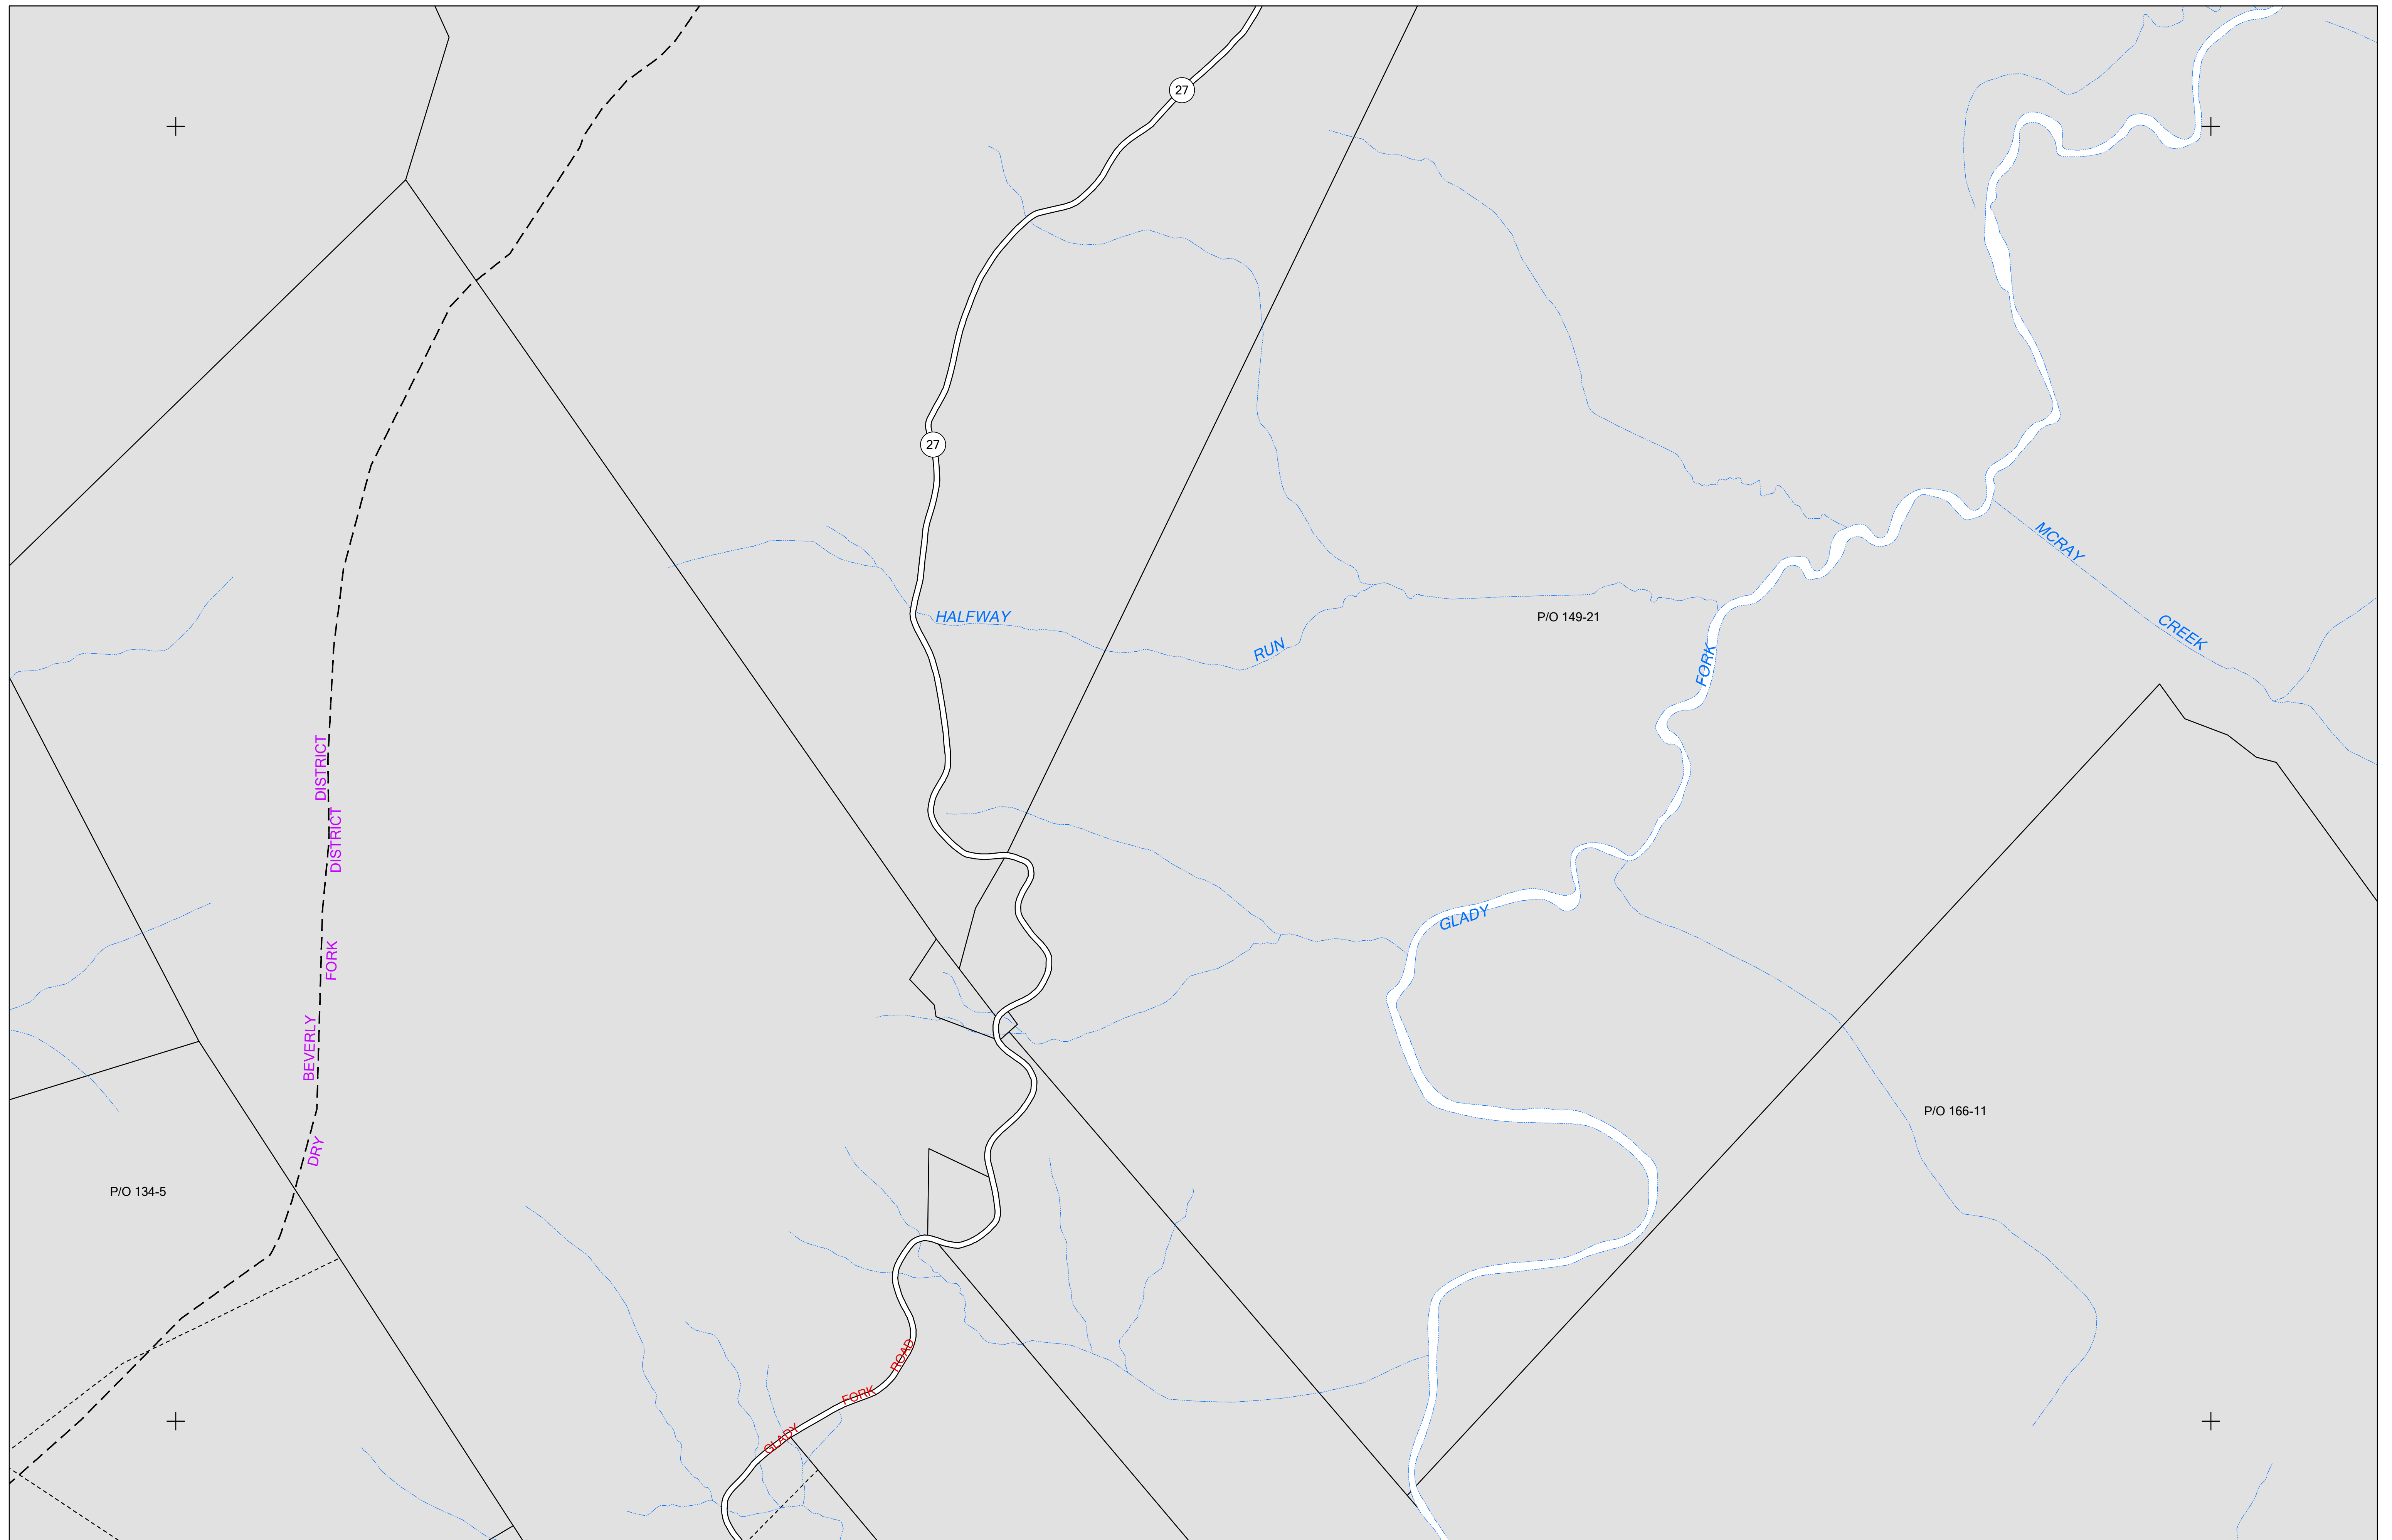 27
27
HALFWAY RUN
P/O 149-21
MCRAY CREEK
GLADY FORK
BEVERLY DISTRICT
DRY FORK DISTRICT
P/O 166-11
P/O 134-5
GLADY FORK ROAD